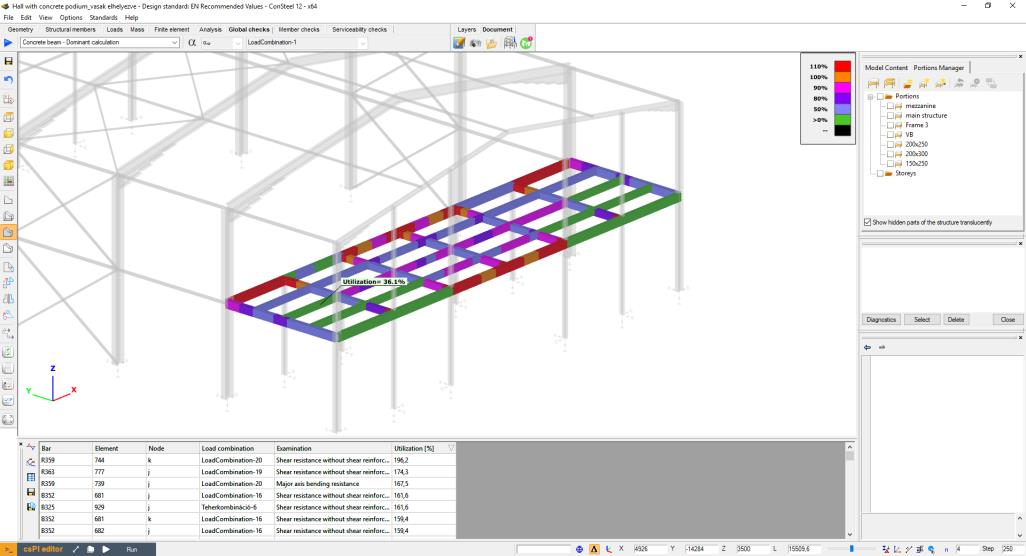 Hall with concrete podium_vasak elhelyezve - Design standard: EN Recommended Values - ConSteel 12 - x64
File Edit View Options Standards Help
Geometry Structural members Loads Mass Finite element Analysis Global checks Member checks Serviceability checks Layers Document
Concrete beam - Dominant calculation α LoadCombination-1
110%
100%
90%
80%
50%
>0%
--
Model Content Portions Manager
Portions
mezzanine
main structure
Frame 3
VB
200x250
200x300
150x250
Storeys
Show hidden parts of the structure translucently
Utilization= 36.1%
Diagnostics Select Delete Close
Z
Y X
Bar Element Node Load combination Examination Utilization [%]
R359 744 k LoadCombination-20 Shear resistance without shear reinforc... 196,2
R363 777 j LoadCombination-19 Shear resistance without shear reinforc... 174,3
R359 739 j LoadCombination-20 Major axis bending resistance 167,5
B352 681 j LoadCombination-16 Shear resistance without shear reinforc... 161,6
B325 929 j Teherkombináció-6 Shear resistance without shear reinforc... 161,6
B352 681 k LoadCombination-16 Shear resistance without shear reinforc... 159,4
B352 682 j LoadCombination-16 Shear resistance without shear reinforc... 159,4
>_ csPI editor Run Δ X 4926 Y -14284 Z 3500 L 15509,6 n 4 Step 250